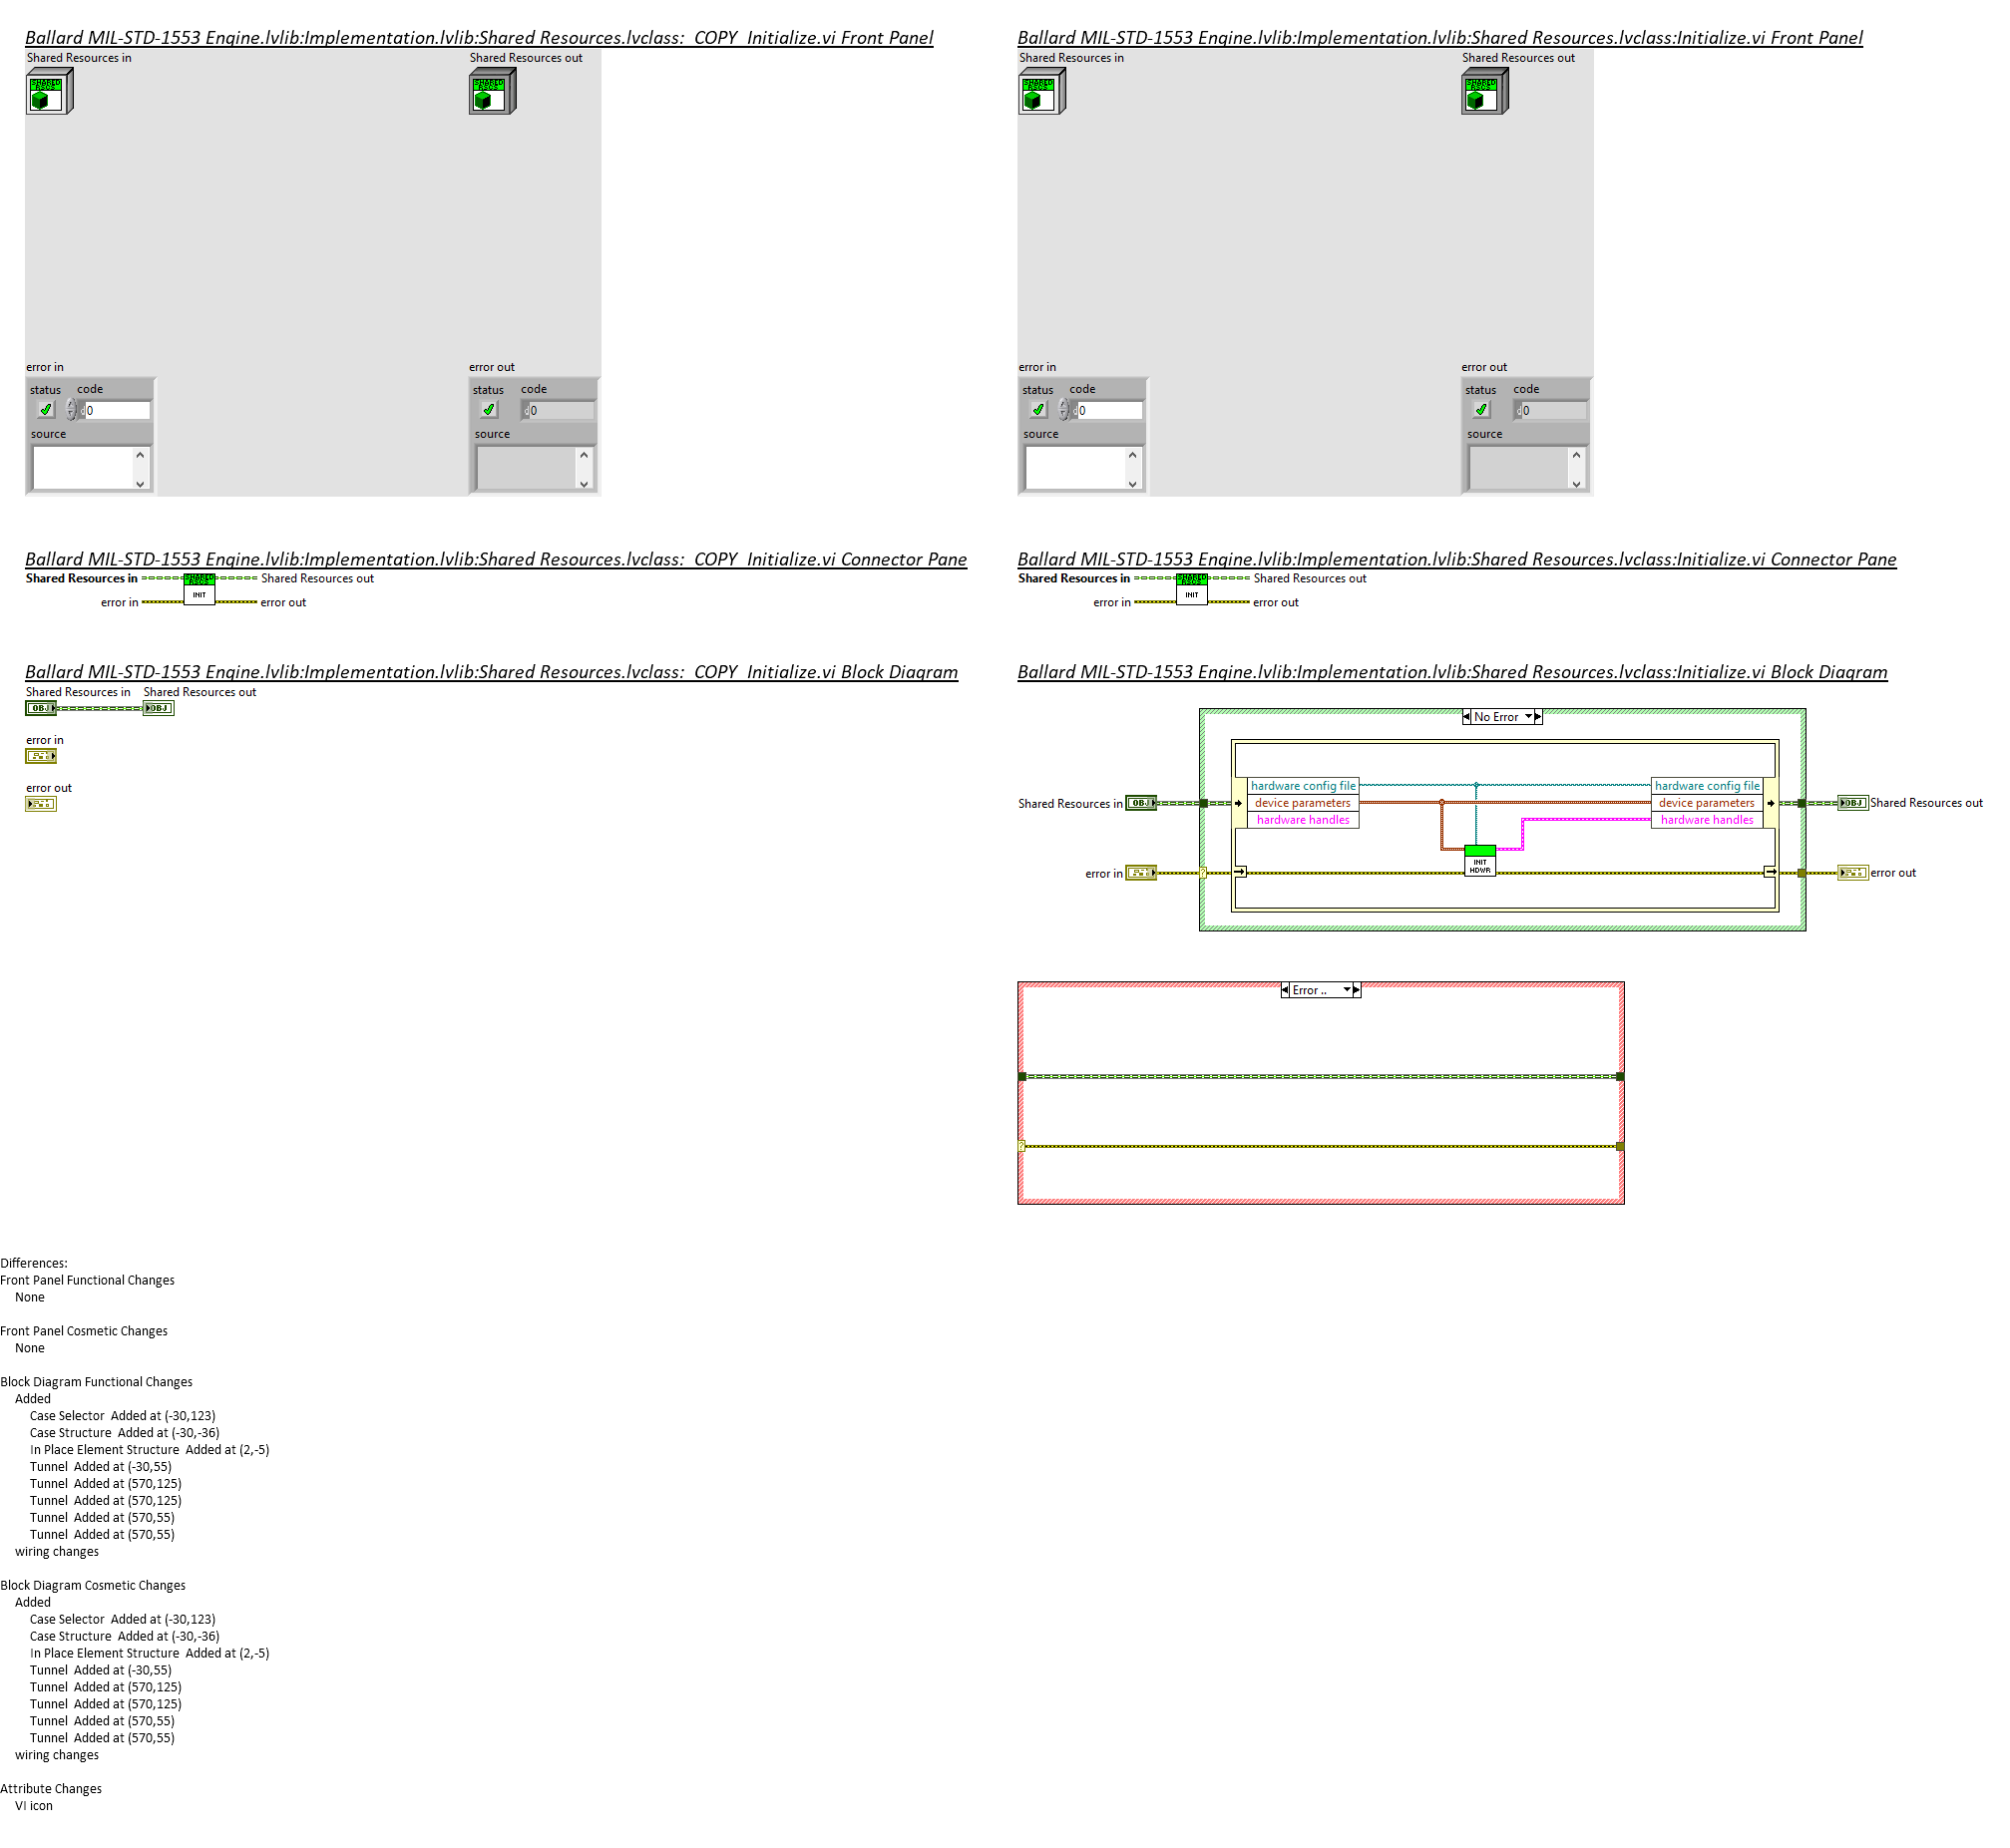 Ballard MIL-STD-1553 Engine.lvlib:Implementation.lvlib:Shared Resources.lvclass:_COPY_Initialize.vi Front Panel
Shared Resources in
Shared Resources out
SHARED
RSCS
SHARED
RSCS
error in
error out
status code
0
source
status code
0
source
Ballard MIL-STD-1553 Engine.lvlib:Implementation.lvlib:Shared Resources.lvclass:Initialize.vi Front Panel
Shared Resources in
Shared Resources out
SHARED
RSCS
SHARED
RSCS
error in
error out
status code
0
source
status code
0
source
Ballard MIL-STD-1553 Engine.lvlib:Implementation.lvlib:Shared Resources.lvclass:_COPY_Initialize.vi Connector Pane
Shared Resources in
SHARED
RSCS
INIT
Shared Resources out
error in
error out
Ballard MIL-STD-1553 Engine.lvlib:Implementation.lvlib:Shared Resources.lvclass:Initialize.vi Connector Pane
Shared Resources in
SHARED
RSCS
INIT
Shared Resources out
error in
error out
Ballard MIL-STD-1553 Engine.lvlib:Implementation.lvlib:Shared Resources.lvclass:_COPY_Initialize.vi Block Diagram
Shared Resources in Shared Resources out
OBJ OBJ
error in
error out
Ballard MIL-STD-1553 Engine.lvlib:Implementation.lvlib:Shared Resources.lvclass:Initialize.vi Block Diagram
No Error
hardware config file
device parameters
hardware handles
hardware config file
device parameters
hardware handles
Shared Resources in OBJ
OBJ Shared Resources out
INIT
HDWR
error in
?
error out
Error ..
?
Differences:
Front Panel Functional Changes
None
Front Panel Cosmetic Changes
None
Block Diagram Functional Changes
Added
Case Selector Added at (-30,123)
Case Structure Added at (-30,-36)
In Place Element Structure Added at (2,-5)
Tunnel Added at (-30,55)
Tunnel Added at (570,125)
Tunnel Added at (570,125)
Tunnel Added at (570,55)
Tunnel Added at (570,55)
wiring changes
Block Diagram Cosmetic Changes
Added
Case Selector Added at (-30,123)
Case Structure Added at (-30,-36)
In Place Element Structure Added at (2,-5)
Tunnel Added at (-30,55)
Tunnel Added at (570,125)
Tunnel Added at (570,125)
Tunnel Added at (570,55)
Tunnel Added at (570,55)
wiring changes
Attribute Changes
VI icon